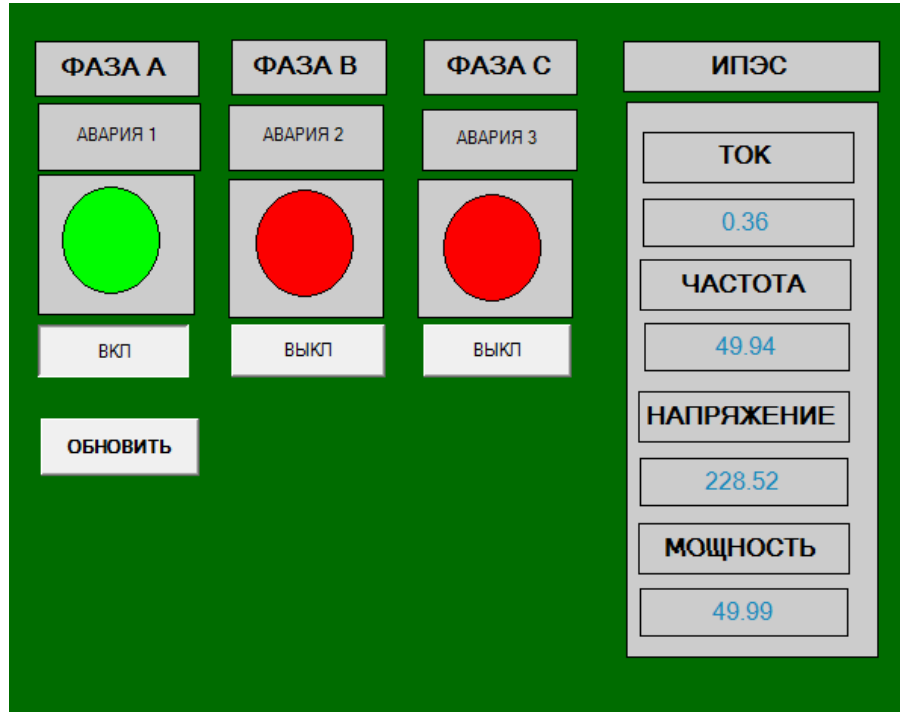 ФАЗА А
ФАЗА В
ФАЗА С
ИПЭС
АВАРИЯ 1
АВАРИЯ 2
АВАРИЯ 3
ВКЛ
ВЫКЛ
ВЫКЛ
ОБНОВИТЬ
ТОК
0.36
ЧАСТОТА
49.94
НАПРЯЖЕНИЕ
228.52
МОЩНОСТЬ
49.99